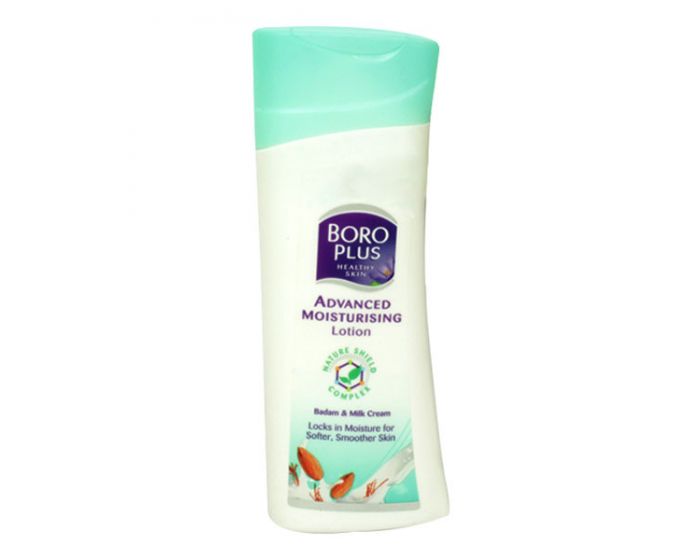 BORO
PLUS
HEALTHY
SKIN
ADVANCED
MOISTURISING
Lotion
NATURE SHIELD
COMPLEX
Badam & Milk Cream
Locks in Moisture for
Softer, Smoother Skin